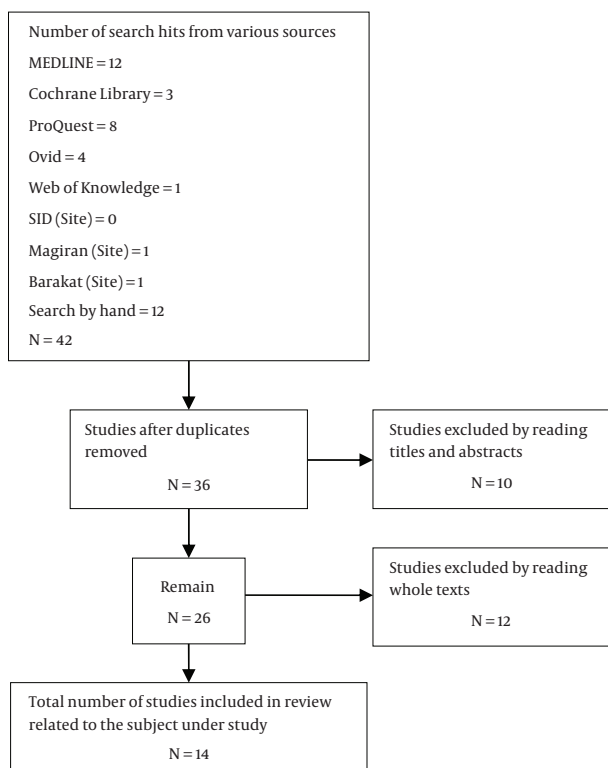 Number of search hits from various sources
MEDLINE = 12
Cochrane Library = 3
ProQuest = 8
Ovid = 4
Web of Knowledge = 1
SID (Site) = 0
Magiran (Site) = 1
Barakat (Site) = 1
Search by hand = 12
N = 42
Studies after duplicates
removed
N = 36
Studies excluded by reading
titles and abstracts
N = 10
Remain
N = 26
Studies excluded by reading
whole texts
N = 12
Total number of studies included in review
related to the subject under study
N = 14